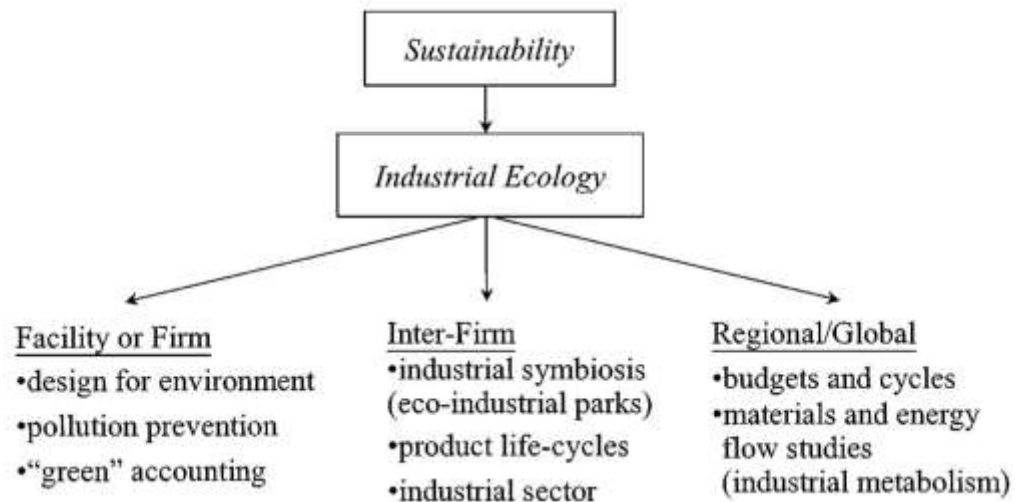 Sustainability
Industrial Ecology
Facility or Firm
•design for environment
•pollution prevention
•“green” accounting
Inter-Firm
•industrial symbiosis
(eco-industrial parks)
•product life-cycles
•industrial sector
Regional/Global
•budgets and cycles
•materials and energy
flow studies
(industrial metabolism)